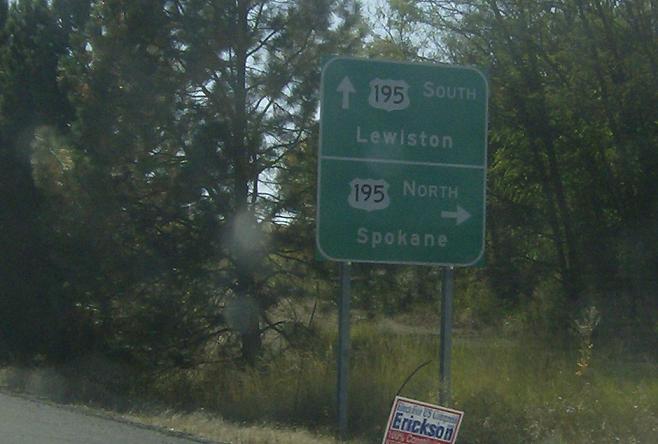 195 SOUTH
Lewiston
195 NORTH
Spokane
Erickson